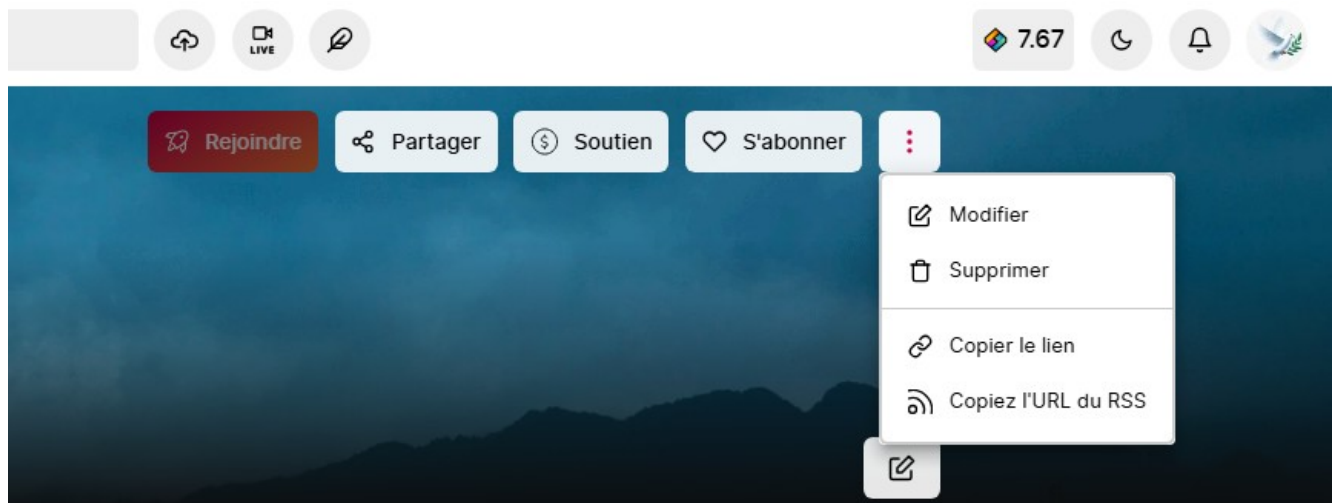 LIVE
7.67
Rejoindre
Partager
Soutien
S'abonner
Modifier
Supprimer
Copier le lien
Copiez l'URL du RSS